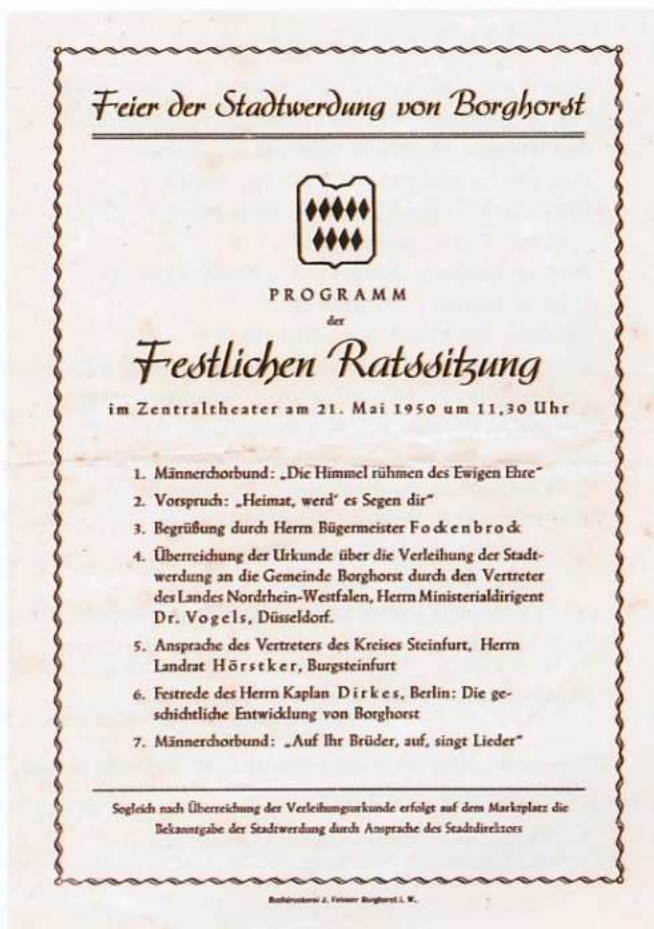 Feier der Stadtwerdung von Borghorst
PROGRAMM
der
Festlichen Ratssitzung
im Zentraltheater am 21. Mai 1950 um 11,30 Uhr
1. Männerchorbund: „Die Himmel rühmen des Ewigen Ehre“
2. Vorspruch: „Heimat, werd' es Segen dir“
3. Begrüßung durch Herrn Bügermeister Fockenbrock
4. Überreichung der Urkunde über die Verleihung der Stadt-
werdung an die Gemeinde Borghorst durch den Vertreter
des Landes Nordrhein-Westfalen, Herrn Ministerialdirigent
Dr. Vogels, Düsseldorf.
5. Ansprache des Vertreters des Kreises Steinfurt, Herrn
Landrat Hörstker, Burgsteinfurt
6. Festrede des Herrn Kaplan Dirkes, Berlin: Die ge-
schichtliche Entwicklung von Borghorst
7. Männerchorbund: „Auf Ihr Brüder, auf, singt Lieder“
Sogleich nach Überreichung der Verleihungsurkunde erfolgt auf dem Marktplatz die
Bekanntgabe der Stadtwerdung durch Ansprache des Stadtdirektors
Buchdruckerei J. Borghorst i. W.